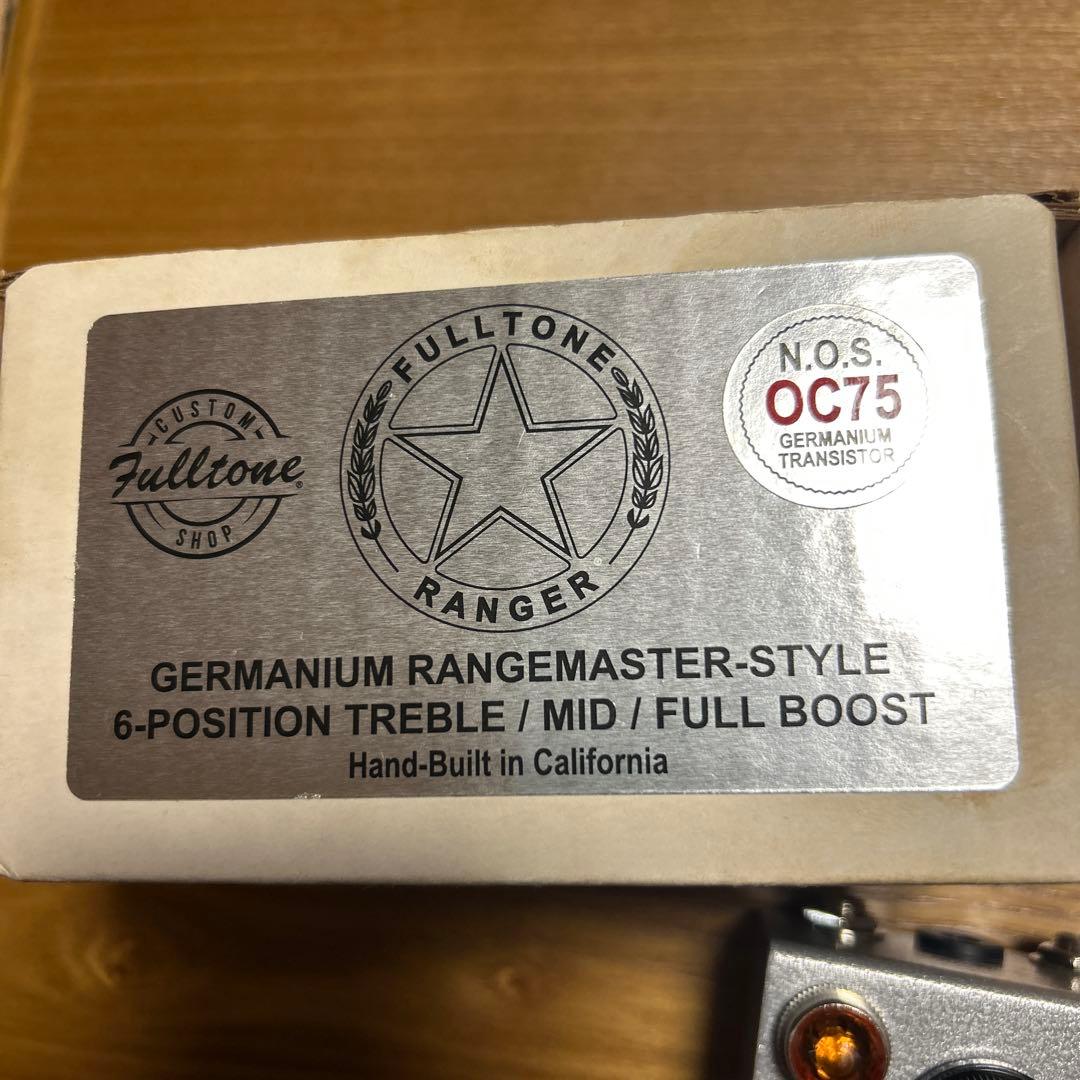 CUSTOM
Fulltone®
SHOP
FULLTONE
RANGER
N.O.S.
OC75
GERMANIUM
TRANSISTOR
GERMANIUM RANGEMASTER-STYLE
6-POSITION TREBLE / MID / FULL BOOST
Hand-Built in California